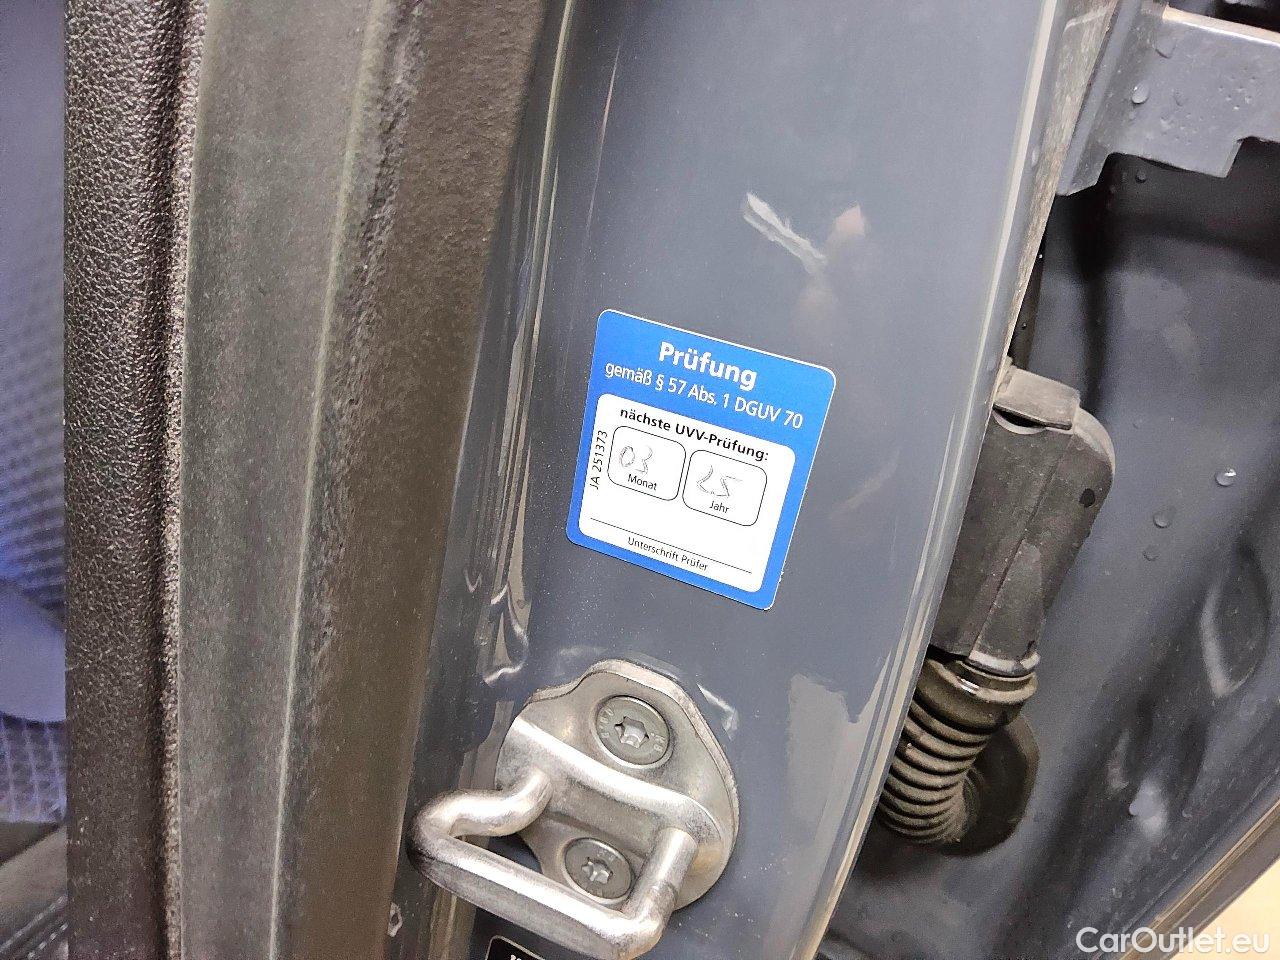 Prüfung
gemäß § 57 Abs. 1 DGUV 70
nächste UVV-Prüfung:
JA 251373
03
25
Monat
Jahr
Unterschrift Prüfer
CarOutlet.eu